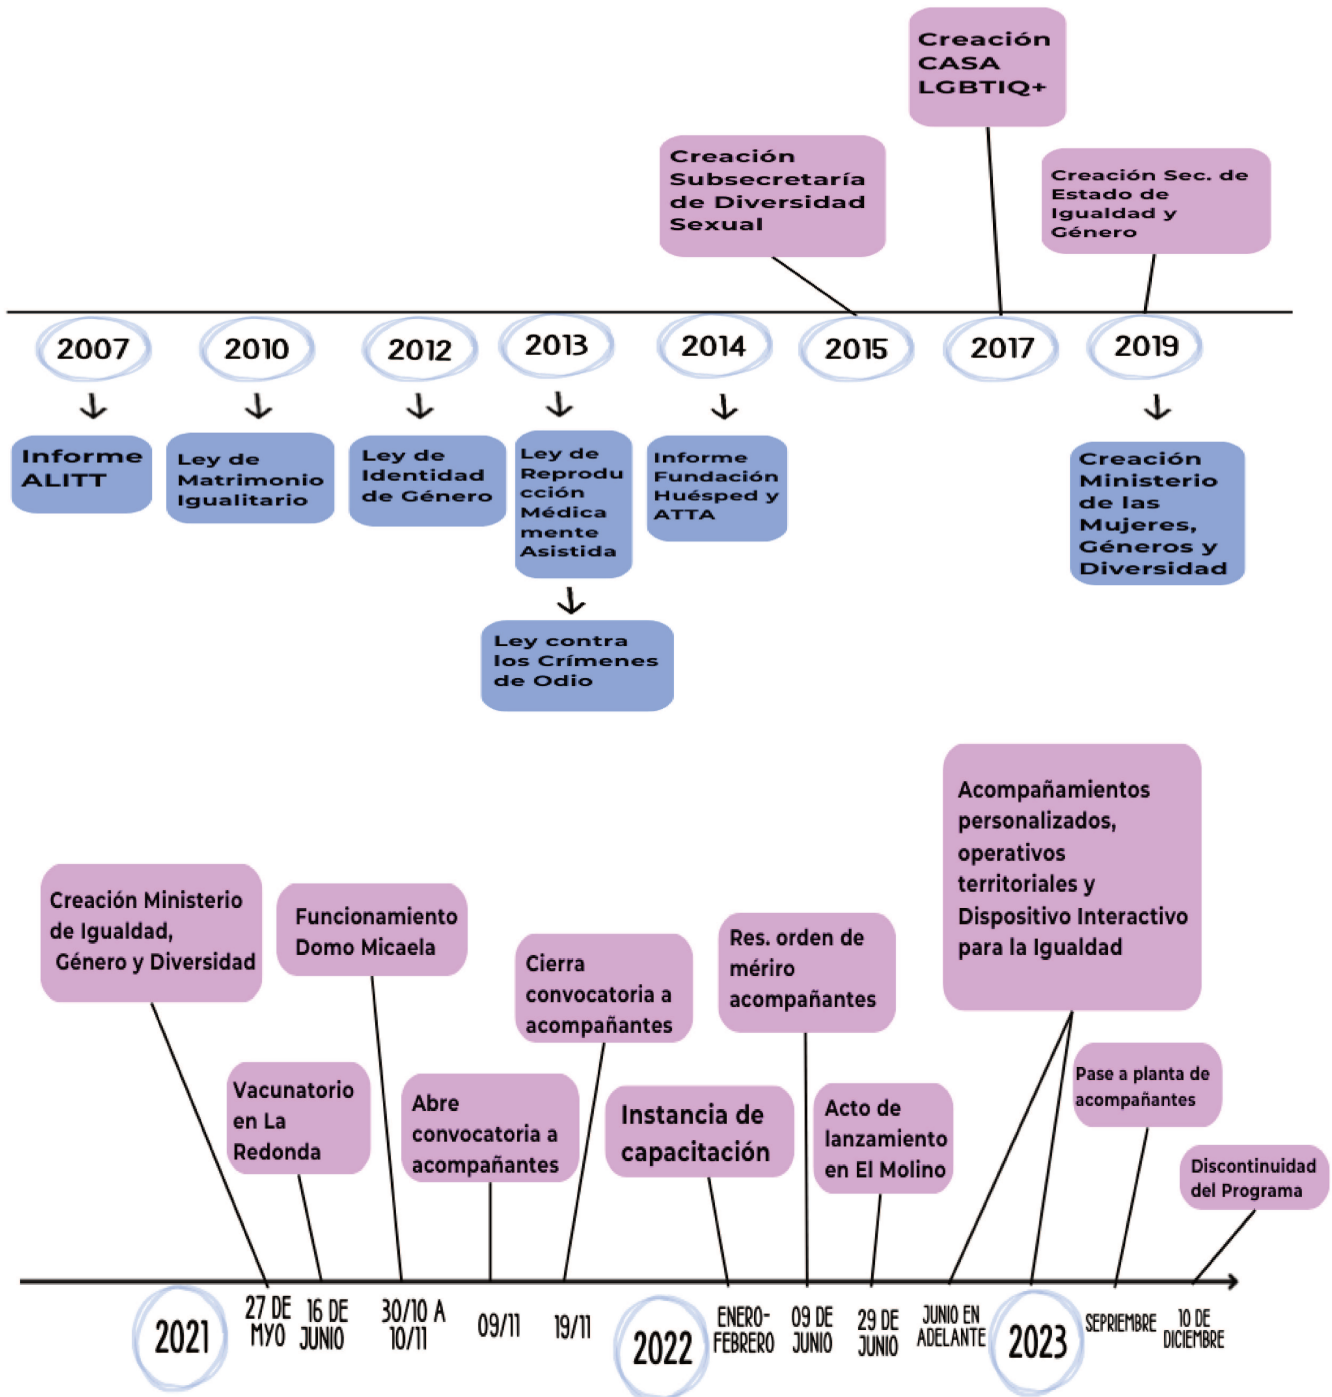 Creación
CASA
LGBTIQ+
Creación
Subsecretaría
de Diversidad
Sexual
Creación Sec. de
Estado de
Igualdad y
Género
2007
2010
2012
2013
2014
2015
2017
2019
Informe
ALITT
Ley de
Matrimonio
Igualitario
Ley de
Identidad
de Género
Ley de
Reprodu
cción
Médica
mente
Asistida
Informe
Fundación
Huésped y
ATTA
Creación
Ministerio
de las
Mujeres,
Géneros y
Diversidad
Ley contra
los Crímenes
de Odio
Acompañamientos
personalizados,
operativos
territoriales y
Dispositivo Interactivo
para la Igualdad
Creación Ministerio
de Igualdad,
Género y Diversidad
Funcionamiento
Domo Micaela
Cierra
convocatoria a
acompañantes
Res. orden de
mériro
acompañantes
Vacunatorio
en La
Redonda
Abre
convocatoria a
acompañantes
Instancia de
capacitación
Acto de
lanzamiento
en El Molino
Pase a planta de
acompañantes
Discontinuidad
del Programa
2021
27 DE
MYO
16 DE
JUNIO
30/10 A
10/11
09/11
19/11
2022
ENERO-
FEBRERO
09 DE
JUNIO
29 DE
JUNIO
JUNIO EN
ADELANTE
2023
SEPRIEMBRE
10 DE
DICIEMBRE